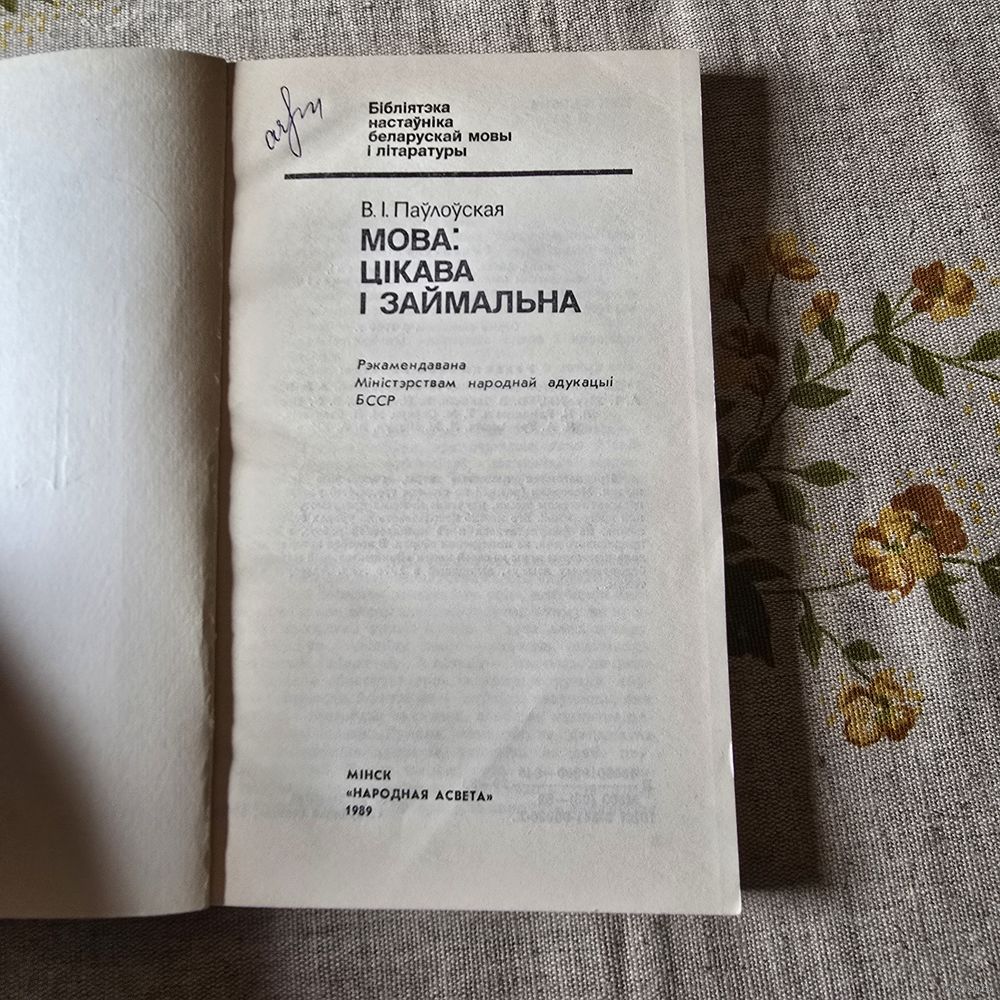 Бібліятэка
настаўніка
беларускай мовы
і літаратуры
В. І. Паўлоўская
МОВА:
ЦІКАВА
І ЗАЙМАЛЬНА
Рэкамендавана
Міністэрствам народнай адукацыі
БССР
МІНСК
«НАРОДНАЯ АСВЕТА»
1989